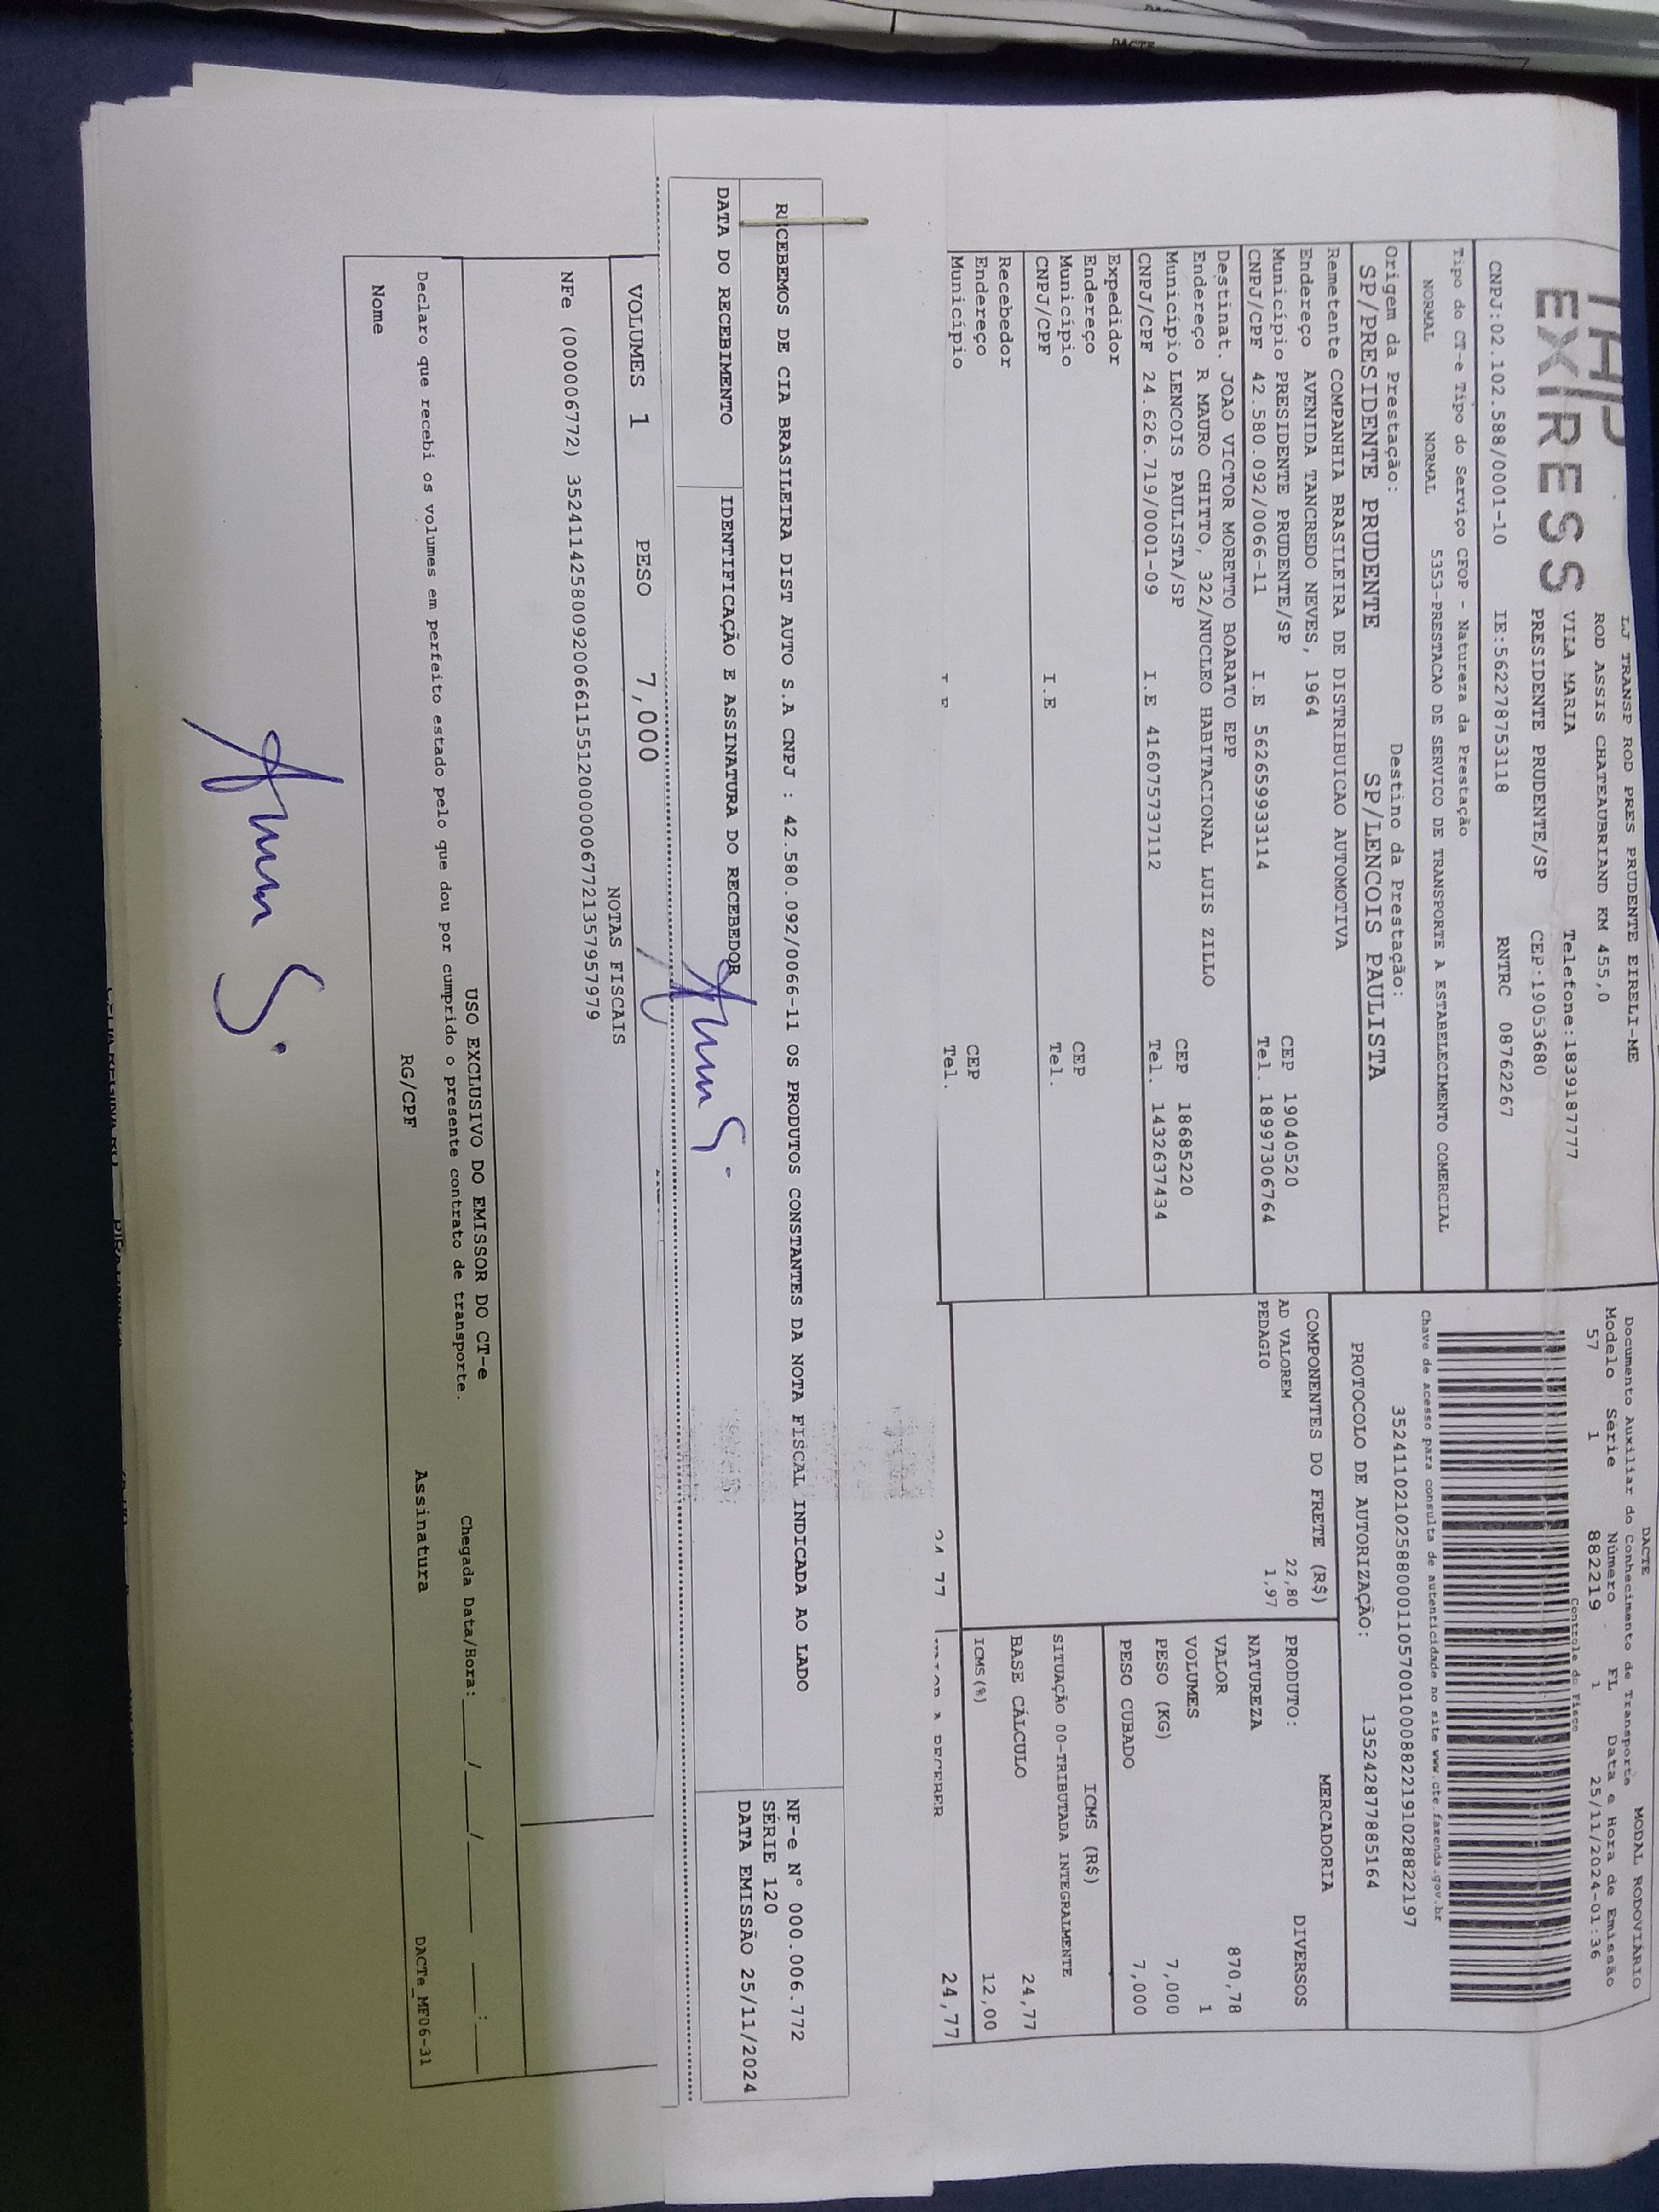 EXPRESS
LJ TRANSP ROD PRES PRUDENTE EIRELI-ME
ROD ASSIS CHATEAUBRIAND KM 455,0
VILA MARIA Telefone:1839187777
PRESIDENTE PRUDENTE/SP CEP:19053680
CNPJ:02.102.588/0001-10 IE:562278753118 RNTRC 08762267
Tipo do CT-e Tipo do Serviço CFOP - Natureza da Prestação
NORMAL NORMAL 5353-PRESTACAO DE SERVICO DE TRANSPORTE A ESTABELECIMENTO COMERCIAL
Origem da Prestação: Destino da Prestação:
SP/PRESIDENTE PRUDENTE SP/LENCOIS PAULISTA
Remetente COMPANHIA BRASILEIRA DE DISTRIBUICAO AUTOMOTIVA
Endereço AVENIDA TANCREDO NEVES, 1964 CEP 19040520
Município PRESIDENTE PRUDENTE/SP Tel. 18997306764
CNPJ/CPF 42.580.092/0066-11 I.E 562659933114
Destinat. JOAO VICTOR MORETTO BOARATO EPP
Endereço R MAURO CHITTO, 322/NUCLEO HABITACIONAL LUIS ZILLO
Município LENCOIS PAULISTA/SP CEP 18685220
CNPJ/CPF 24.626.719/0001-09 I.E 416075737112 Tel. 1432637434
Expedidor
Endereço
Município CEP
CNPJ/CPF I.E Tel.
Recebedor
Endereço CEP
Município Tel.
DACTE MODAL RODOVIÁRIO
Documento Auxiliar do Conhecimento de Transporte
Modelo Série Número FL Data e Hora de Emissão
57 1 882219 1 25/11/2024-01:36
Controle do Fisco
Chave de acesso para consulta de autenticidade no site www.cte.fazenda.gov.br
35241102102588000110570010008822191028822197
PROTOCOLO DE AUTORIZAÇÃO: 135242877885164
COMPONENTES DO FRETE (R$)
AD VALOREM 22,80
PEDAGIO 1,97
24,77
MERCADORIA
PRODUTO: DIVERSOS
NATUREZA
VALOR 870,78
VOLUMES 1
PESO (KG) 7,000
PESO CUBADO 7,000
ICMS (R$)
SITUAÇÃO 00-TRIBUTADA INTEGRALMENTE
BASE CÁLCULO 24,77
ICMS(%) 12,00
VALOR A RECEBER 24,77
RECEBEMOS DE CIA BRASILEIRA DIST AUTO S.A CNPJ : 42.580.092/0066-11 OS PRODUTOS CONSTANTES DA NOTA FISCAL INDICADA AO LADO
DATA DO RECEBIMENTO IDENTIFICAÇÃO E ASSINATURA DO RECEBEDOR
NF-e N° 000.006.772
SÉRIE 120
DATA EMISSÃO 25/11/2024
VOLUMES 1 PESO 7,000
NOTAS FISCAIS
NFe (000006772) 35241142580092006611551200000067721357957979
USO EXCLUSIVO DO EMISSOR DO CT-e
Chegada Data/Hora:____/____/____ ___:___
Declaro que recebi os volumes em perfeito estado pelo que dou por cumprido o presente contrato de transporte.
Nome RG/CPF Assinatura
DACTe_MF06-31